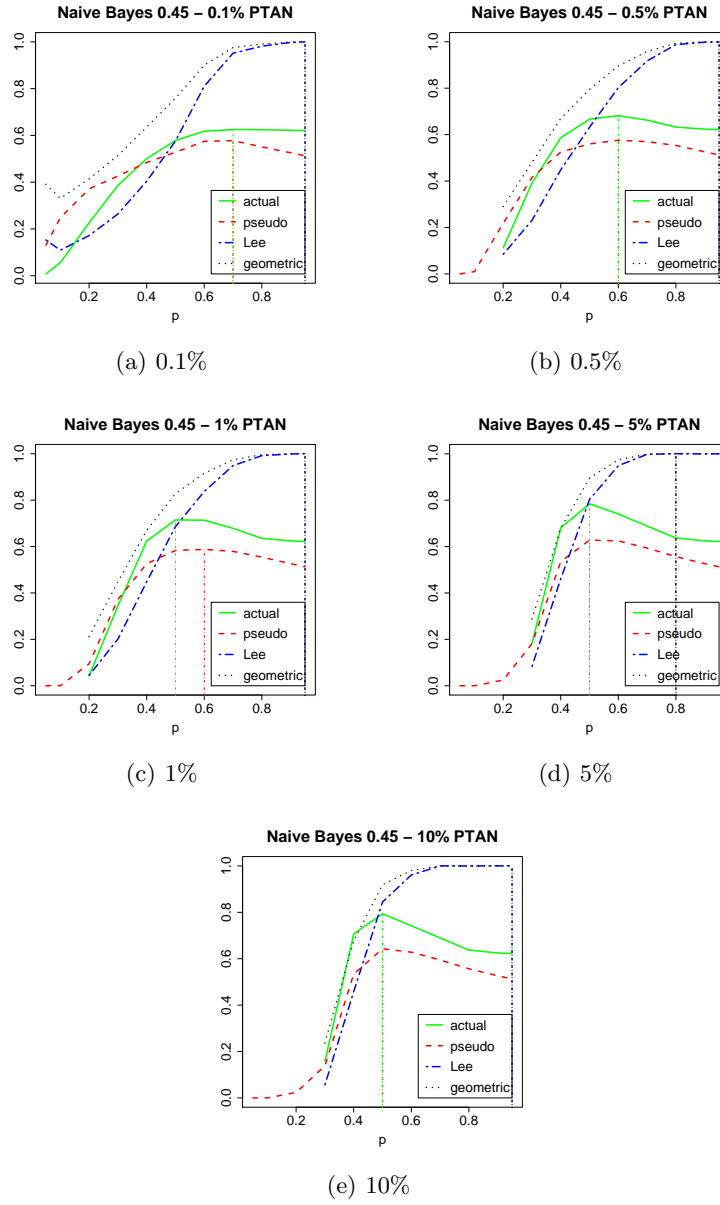 Naive Bayes 0.45 − 0.1% PTAN
1.0
0.8
0.6
0.4
0.2
0.0
actual
pseudo
Lee
geometric
0.2 0.4 0.6 0.8
p
(a) 0.1%
Naive Bayes 0.45 − 0.5% PTAN
1.0
0.8
0.6
0.4
0.2
0.0
actual
pseudo
Lee
geometric
0.2 0.4 0.6 0.8
p
(b) 0.5%
Naive Bayes 0.45 − 1% PTAN
1.0
0.8
0.6
0.4
0.2
0.0
actual
pseudo
Lee
geometric
0.2 0.4 0.6 0.8
p
(c) 1%
Naive Bayes 0.45 − 5% PTAN
1.0
0.8
0.6
0.4
0.2
0.0
actual
pseudo
Lee
geometric
0.2 0.4 0.6 0.8
p
(d) 5%
Naive Bayes 0.45 − 10% PTAN
1.0
0.8
0.6
0.4
0.2
0.0
actual
pseudo
Lee
geometric
0.2 0.4 0.6 0.8
p
(e) 10%